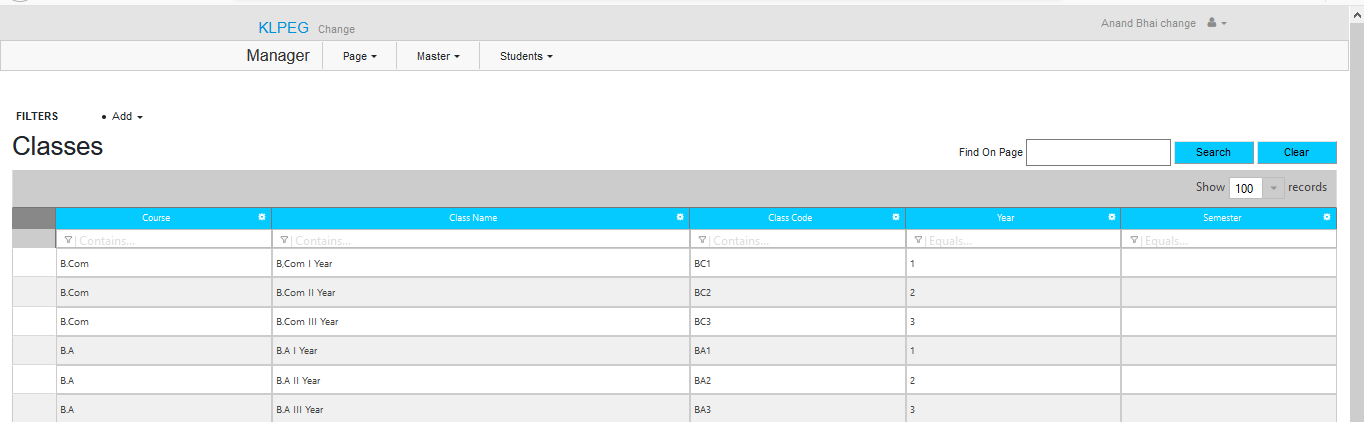 KLPEG Change
Anand Bhai change
Manager Page Master Students
FILTERS • Add
Classes
Find On Page Search Clear
Show 100 records
Course Class Name Class Code Year Semester
Contains... Contains... Contains... Equals... Equals...
B.Com B,Com I Year BC1 1
B.Com B.Com II Year BC2 2
B.Com B.Com III Year BC3 3
B.A B.A I Year BA1 1
B.A B.A II Year BA2 2
B.A B.A III Year BA3 3